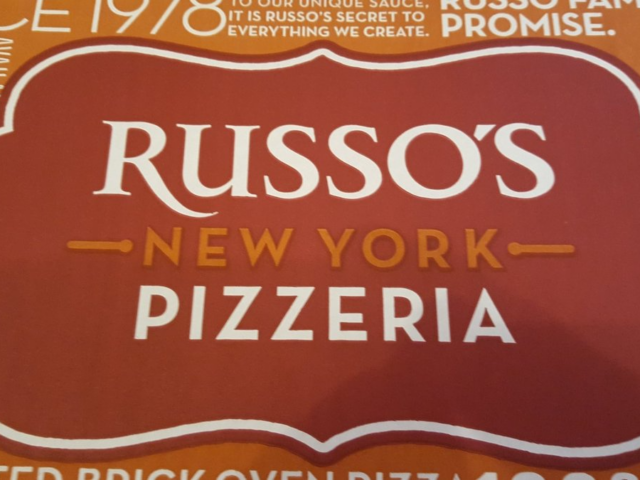 1978
TO OUR UNIQUE SAUCE,
IT IS RUSSO'S SECRET TO
EVERYTHING WE CREATE.
RUSSO
PROMISE.
RUSSO'S
NEW YORK
PIZZERIA
BRICK OVEN PIZZA